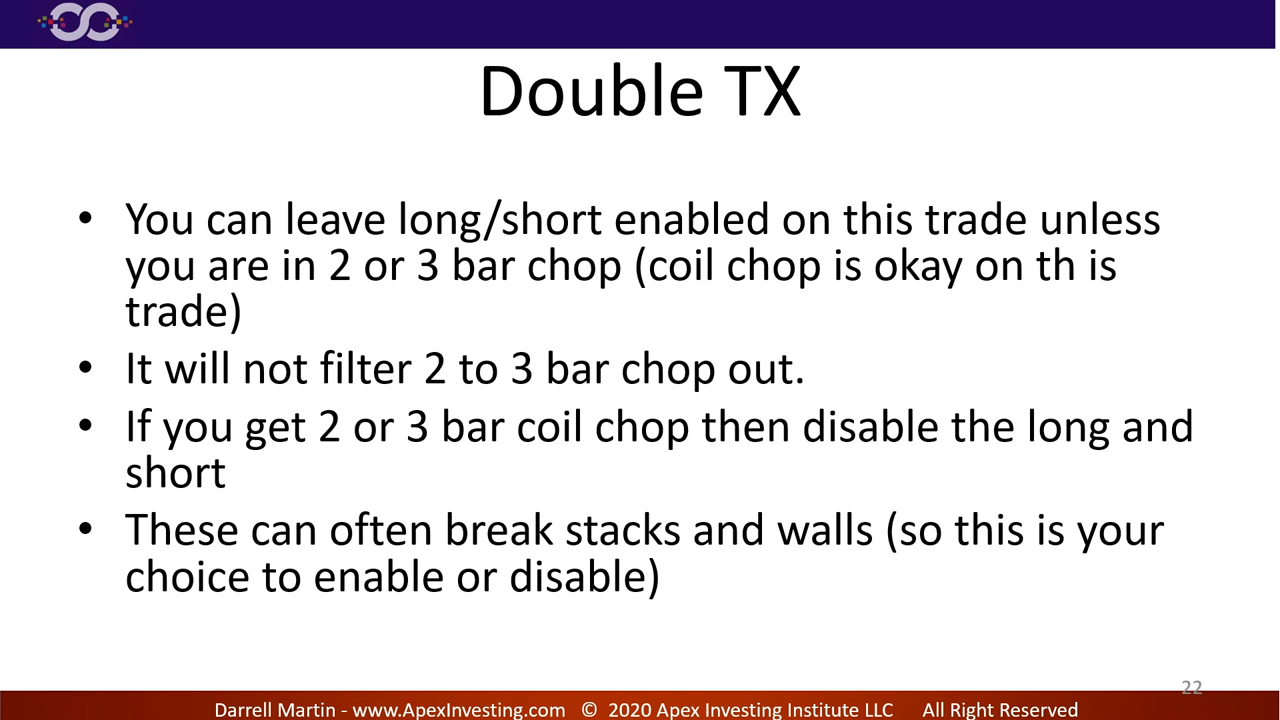 Double TX
• You can leave long/short enabled on this trade unless
you are in 2 or 3 bar chop (coil chop is okay on th is
trade)
• It will not filter 2 to 3 bar chop out.
• If you get 2 or 3 bar coil chop then disable the long and
short
• These can often break stacks and walls (so this is your
choice to enable or disable)
22
Darrell Martin - www.ApexInvesting.com © 2020 Apex Investing Institute LLC All Right Reserved